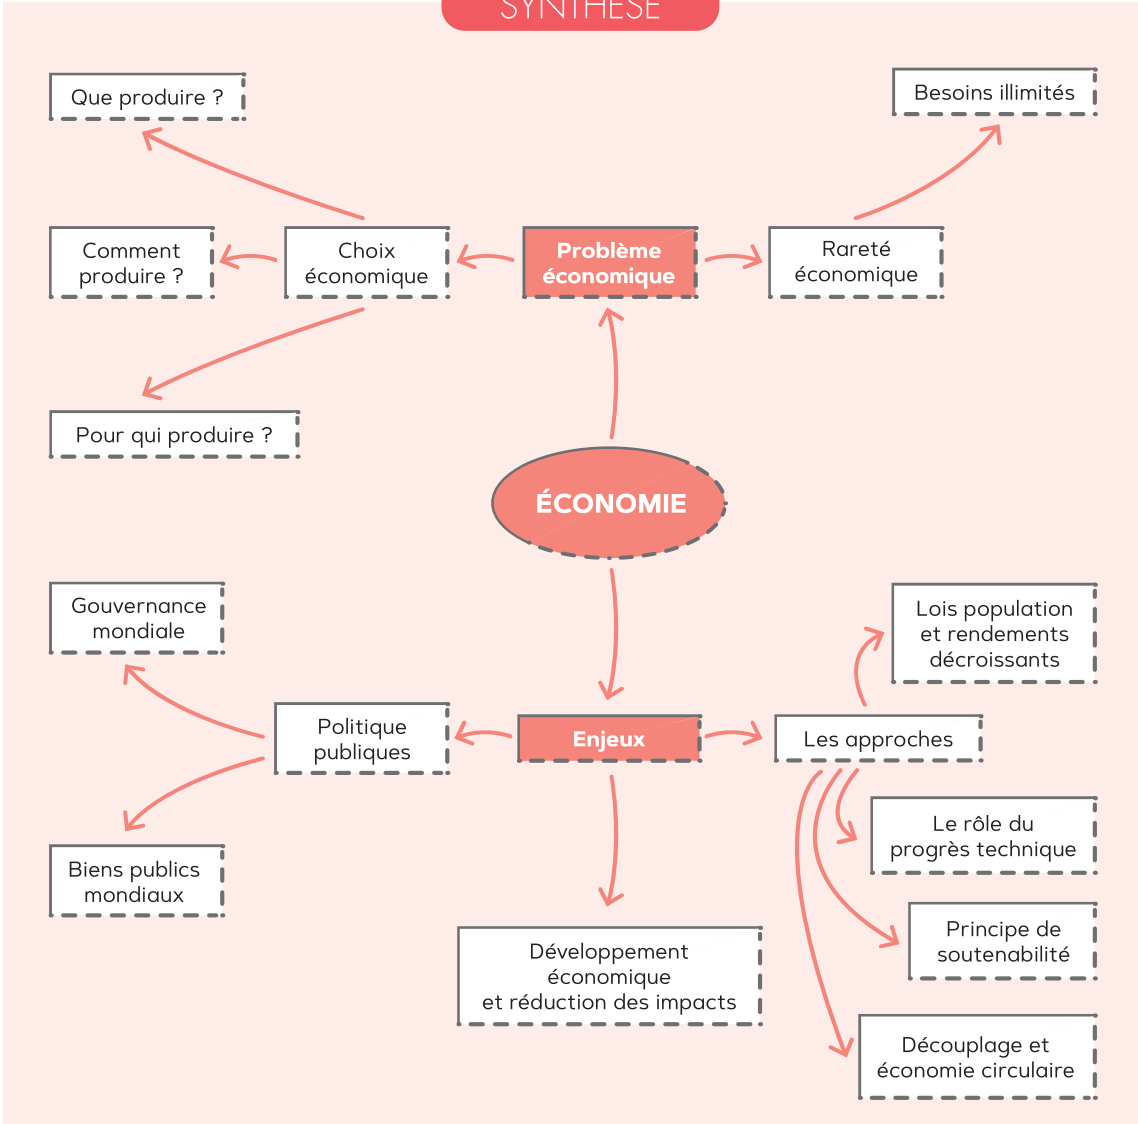 SYNTHÈSE
Que produire ?
Besoins illimités
Comment
produire ?
Choix
économique
Problème
économique
Rareté
économique
Pour qui produire ?
ÉCONOMIE
Gouvernance
mondiale
Lois population
et rendements
décroissants
Politique
publiques
Enjeux
Les approches
Le rôle du
progrès technique
Biens publics
mondiaux
Principe de
soutenabilité
Développement
économique
et réduction des impacts
Découplage et
économie circulaire